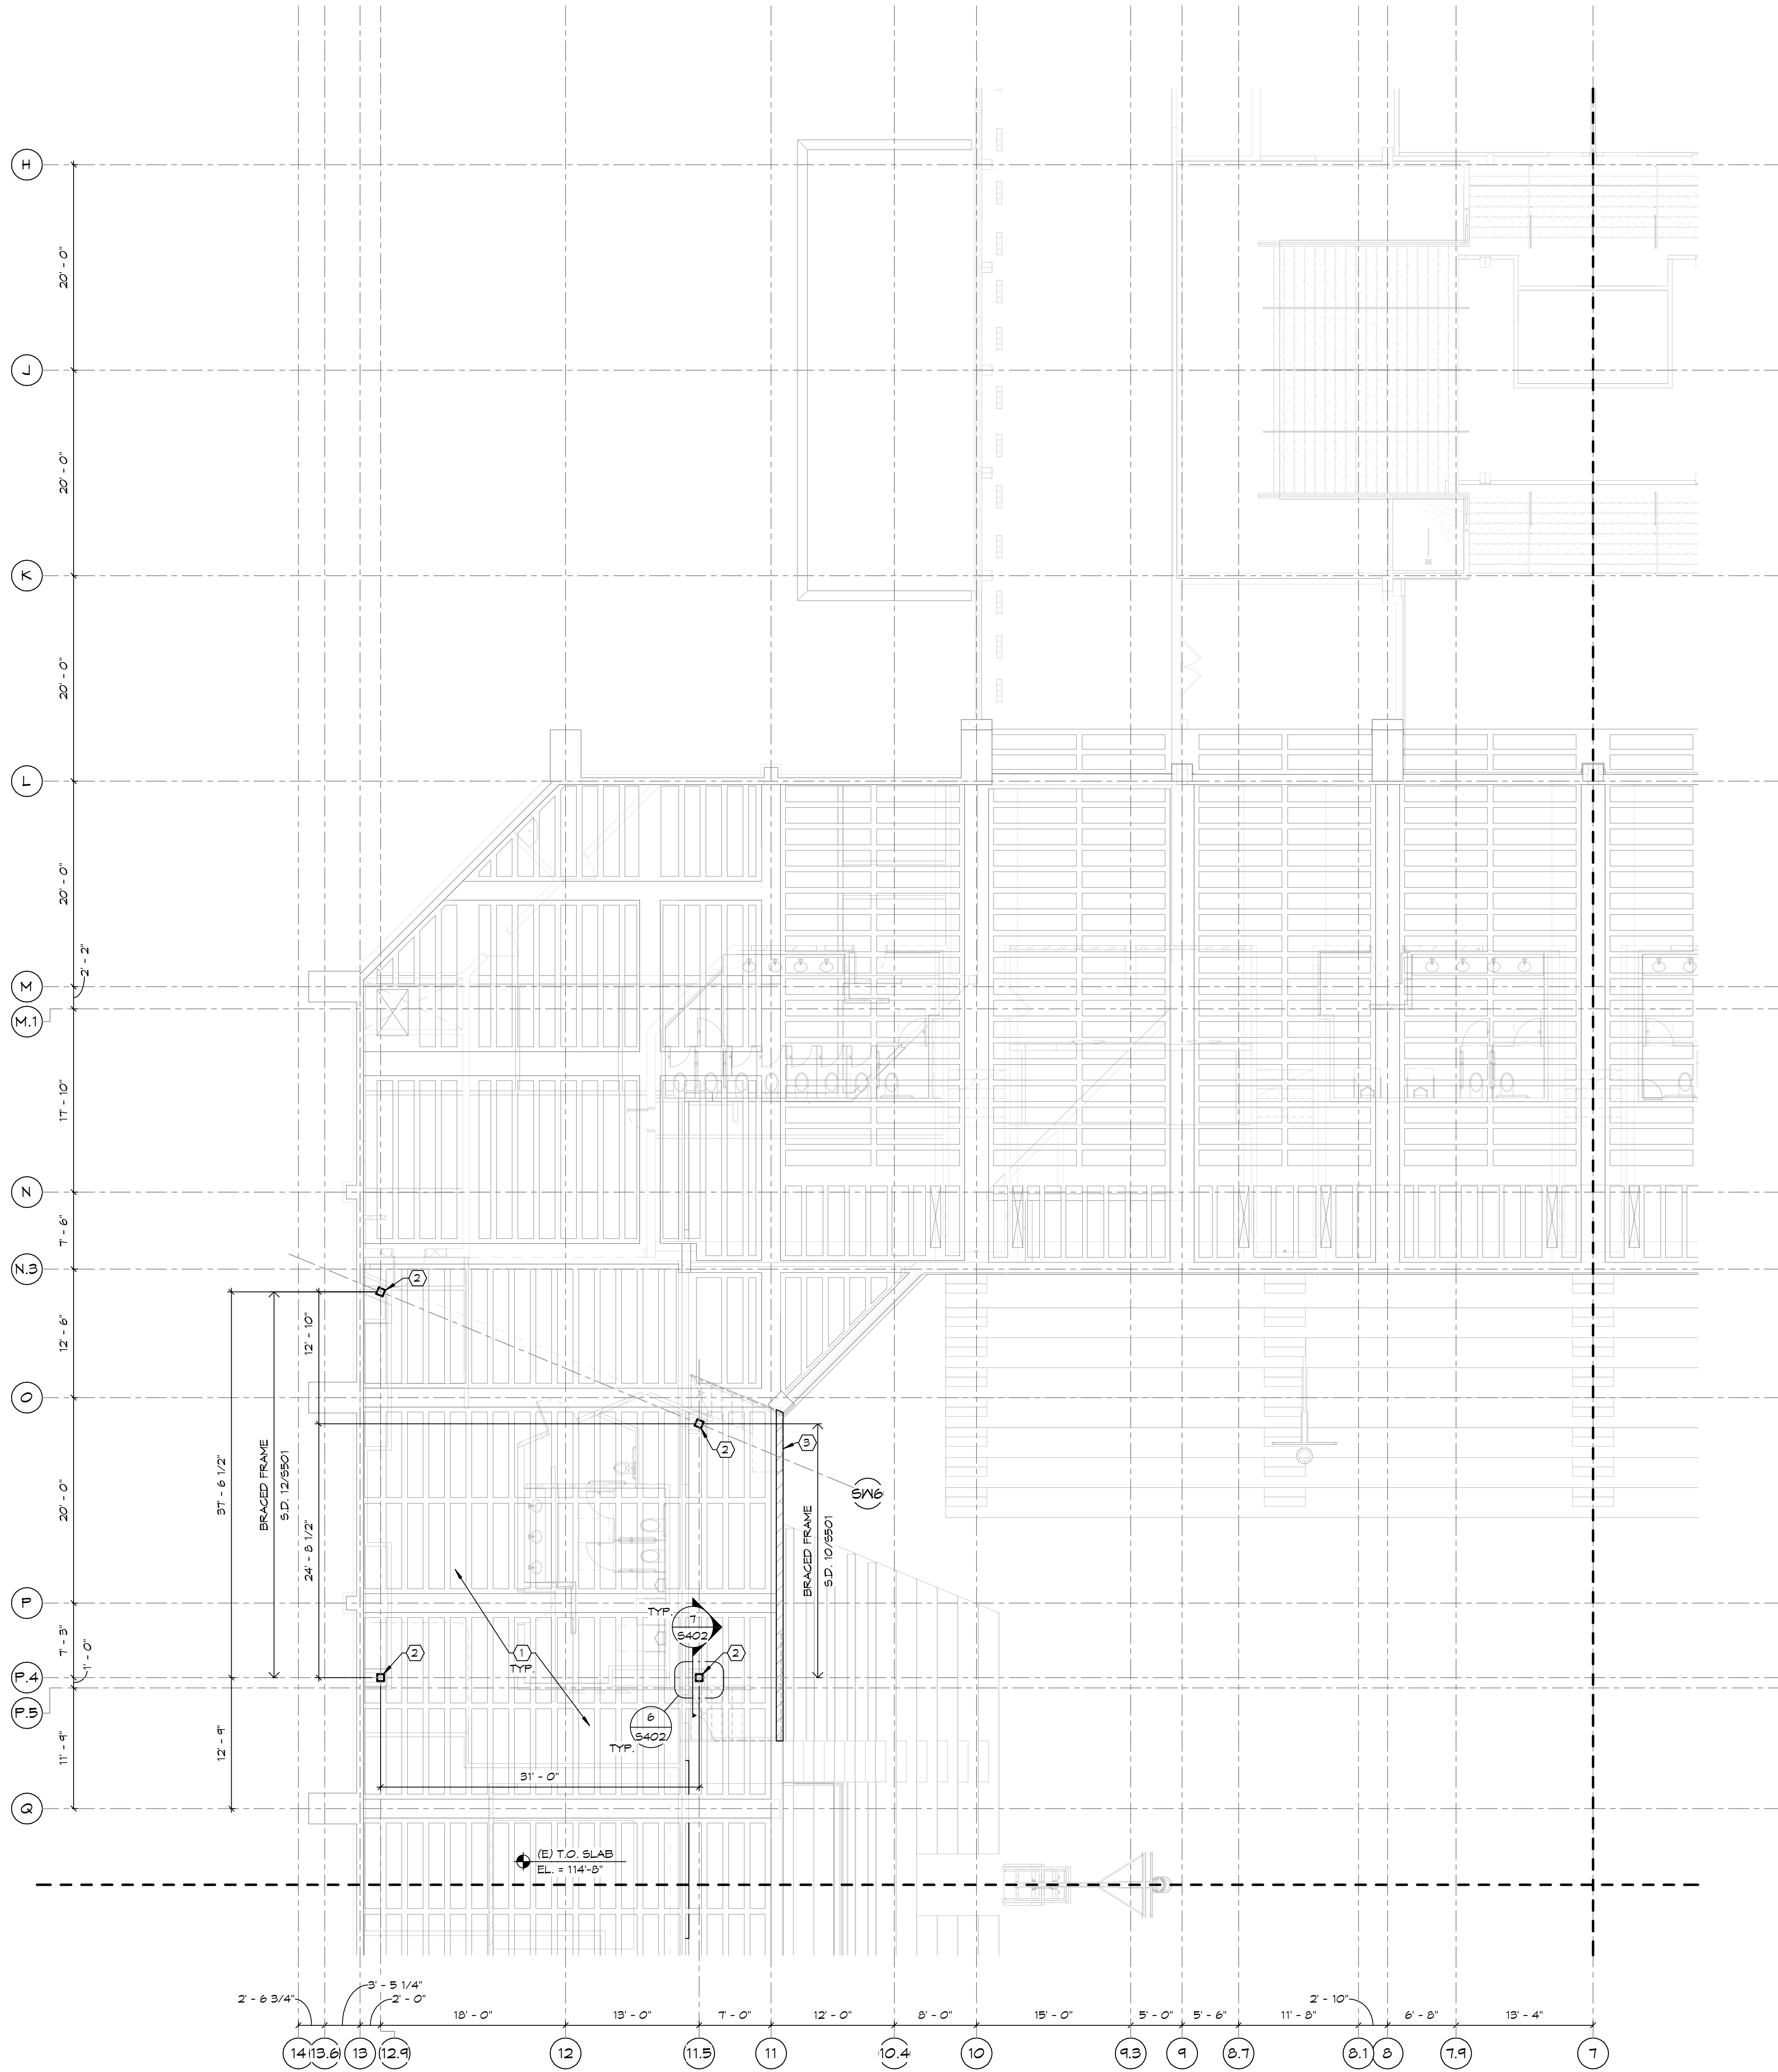 H
20' - 0"
J
20' - 0"
K
20' - 0"
L
20' - 0"
M
2' - 2"
M.1
17' - 10"
N
7' - 6"
N.3
12' - 6"
O
20' - 0"
P
7' - 3"
P.4
1' - 0"
P.5
11' - 9"
Q
2
12' - 10"
37' - 6 1/2"
BRACED FRAME
S.D. 12/S501
24' - 8 1/2"
2
3
SW6
BRACED FRAME
S.D. 10/S501
TYP.
7
S402
2
1
TYP.
2
6
S402
TYP.
12' - 9"
31' - 0"
(E) T.O. SLAB
EL. = 114'-8"
2' - 6 3/4"
3' - 5 1/4"
2' - 0"
18' - 0"
13' - 0"
7' - 0"
12' - 0"
8' - 0"
15' - 0"
5' - 0"
5' - 6"
11' - 8"
2' - 10"
6' - 8"
13' - 4"
14
13.6
13
12.9
12
11.5
11
10.4
10
9.3
9
8.7
8.1
8
7.9
7